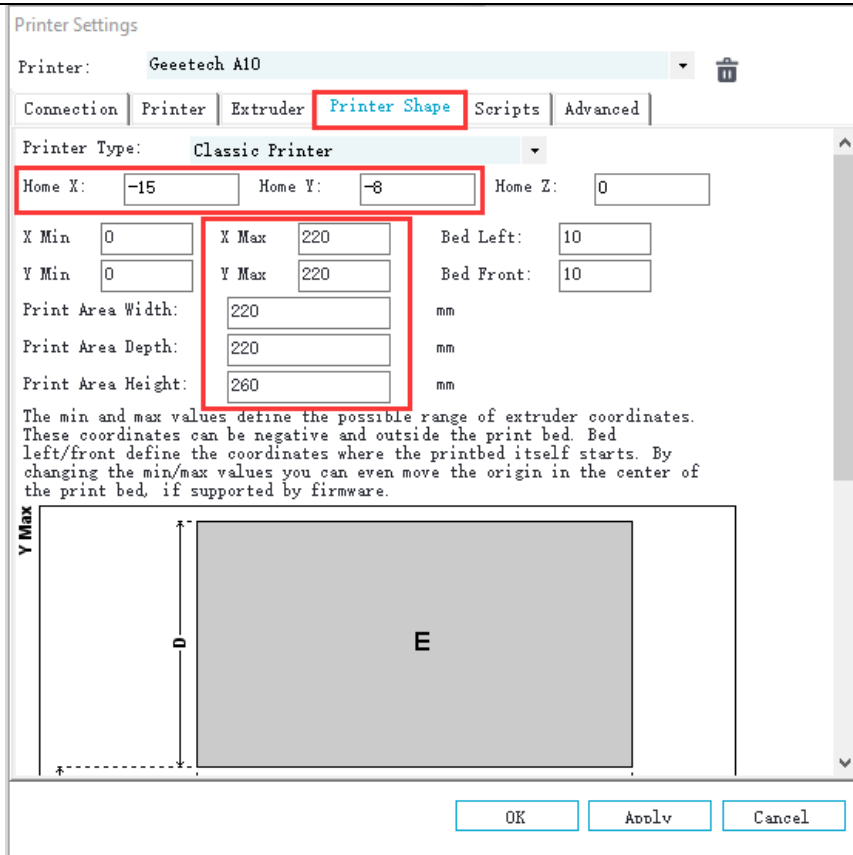 Printer Settings
Printer: Geeetech A10
Connection Printer Extruder Printer Shape Scripts Advanced
Printer Type: Classic Printer
Home X: -15 Home Y: -8 Home Z: 0
X Min 0 X Max 220 Bed Left: 10
Y Min 0 Y Max 220 Bed Front: 10
Print Area Width: 220 mm
Print Area Depth: 220 mm
Print Area Height: 260 mm
The min and max values define the possible range of extruder coordinates.
These coordinates can be negative and outside the print bed. Bed
left/front define the coordinates where the printbed itself starts. By
changing the min/max values you can even move the origin in the center of
the print bed, if supported by firmware.
Y Max
D
E
OK Apply Cancel